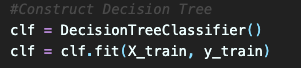 #Construct Decision Tree
clf = DecisionTreeClassifier()
clf = clf.fit(X_train, y_train)